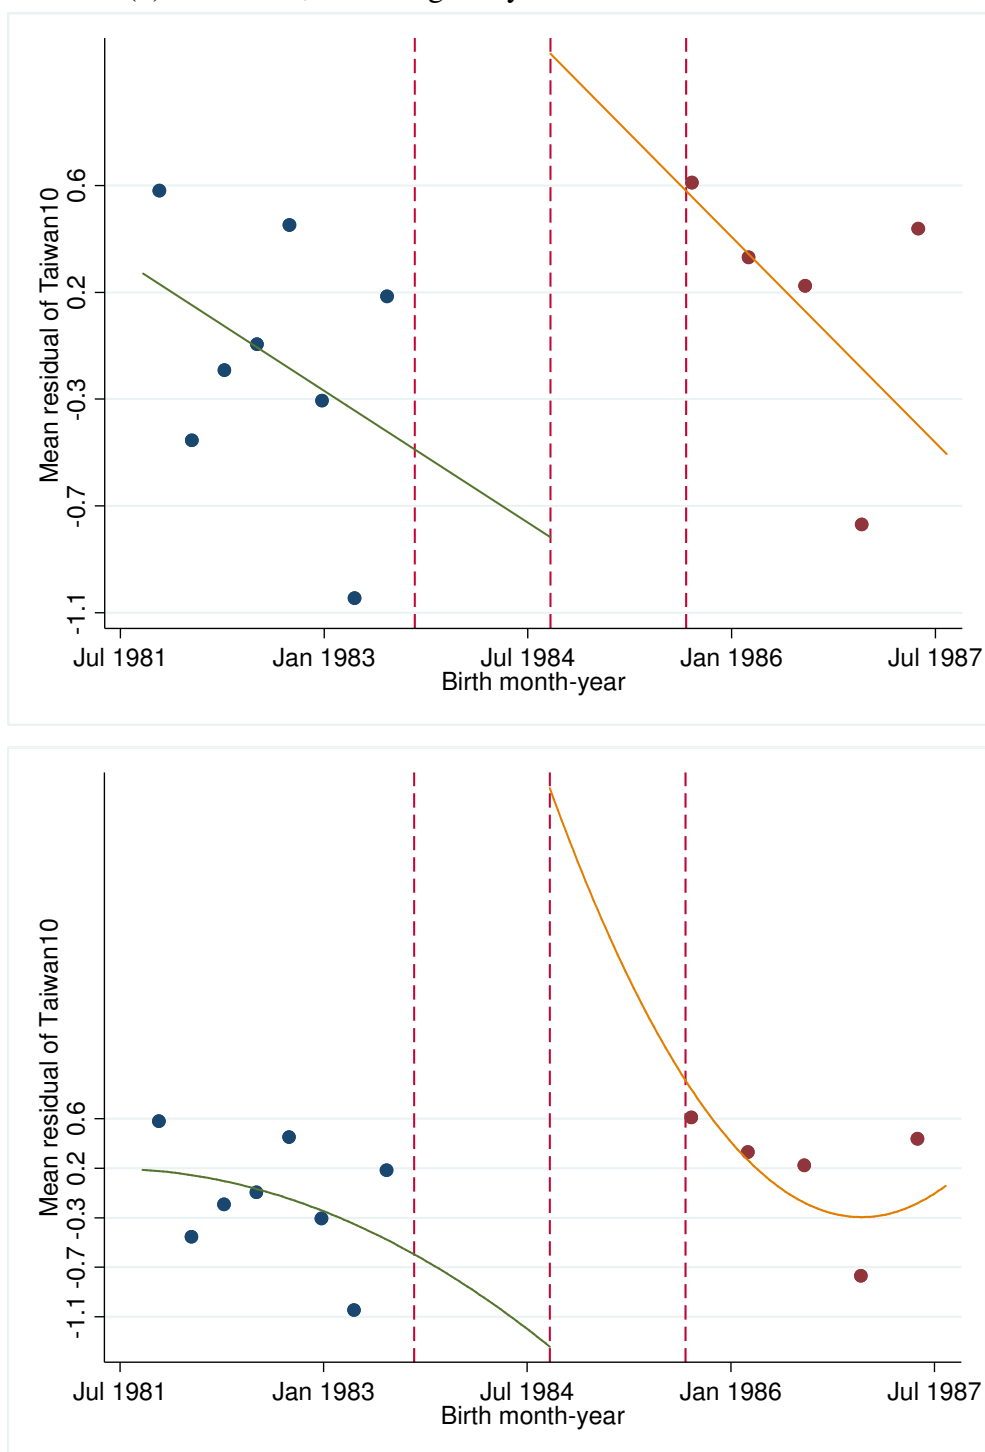 0.6
0.2
-0.3
-0.7
-1.1
Mean residual of Taiwan10
Jul 1981 Jan 1983 Jul 1984 Jan 1986 Jul 1987
Birth month-year
0.6
0.2
-0.3
-0.7
-1.1
Mean residual of Taiwan10
Jul 1981 Jan 1983 Jul 1984 Jan 1986 Jul 1987
Birth month-year